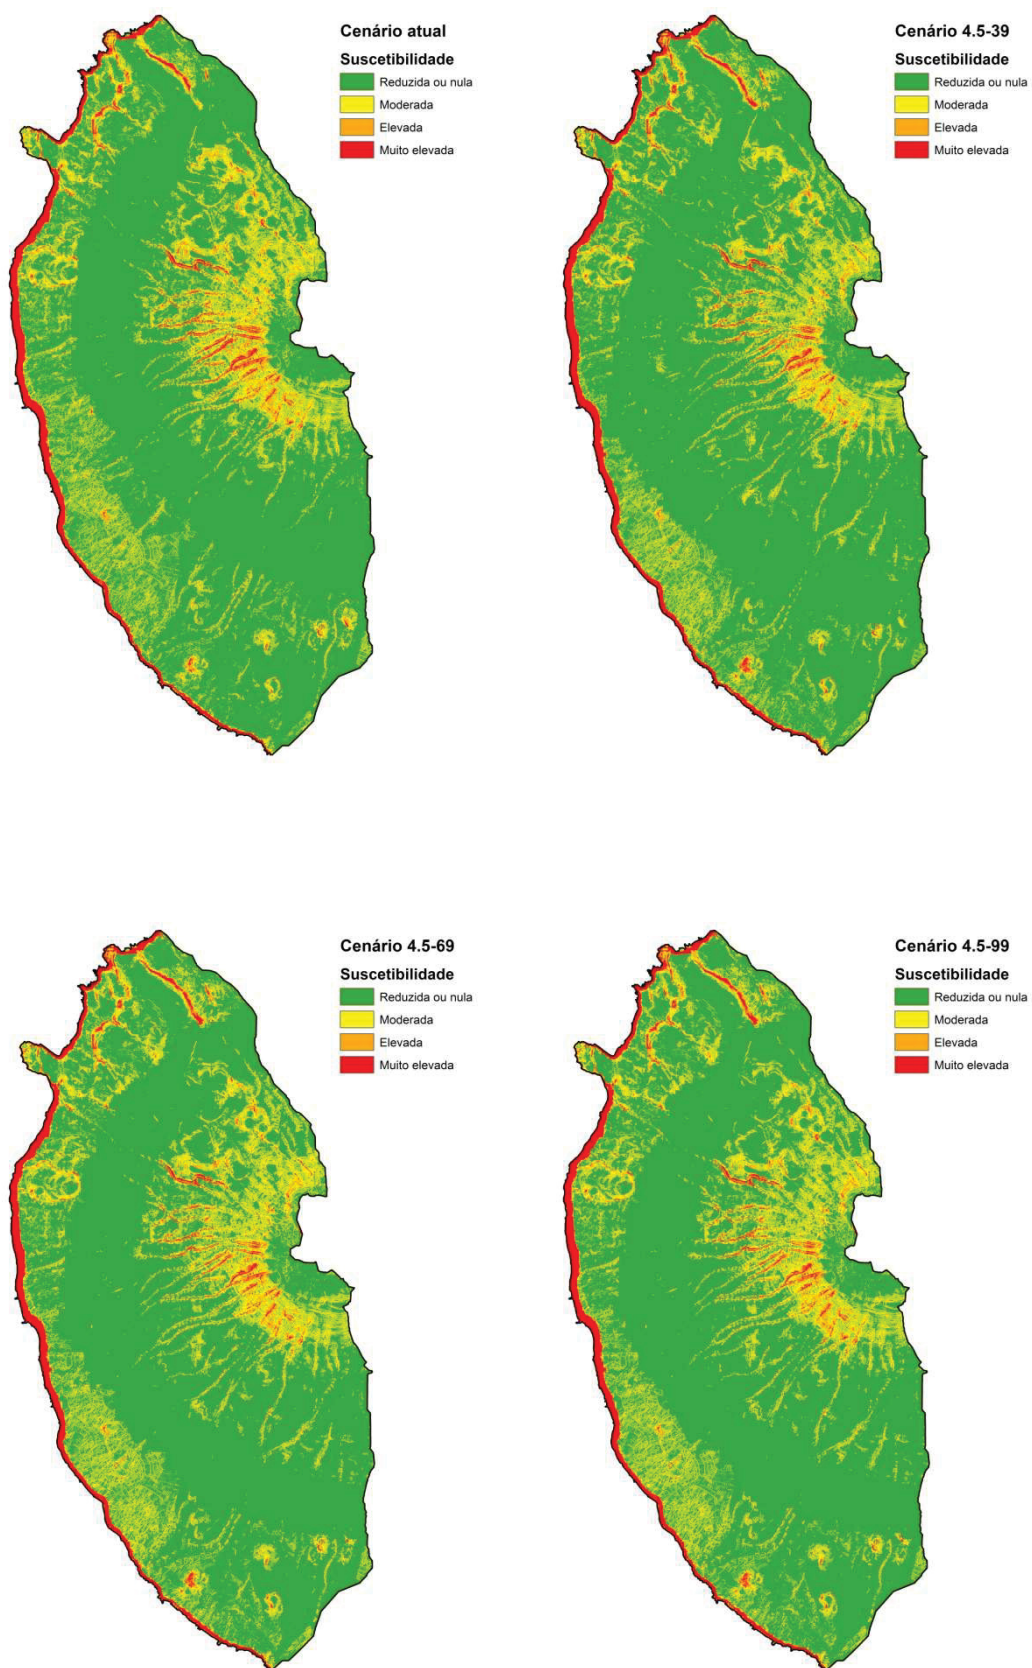 Cenário atual
Suscetibilidade
Reduzida ou nula
Moderada
Elevada
Muito elevada
Cenário 4.5-39
Suscetibilidade
Reduzida ou nula
Moderada
Elevada
Muito elevada
Cenário 4.5-69
Suscetibilidade
Reduzida ou nula
Moderada
Elevada
Muito elevada
Cenário 4.5-99
Suscetibilidade
Reduzida ou nula
Moderada
Elevada
Muito elevada